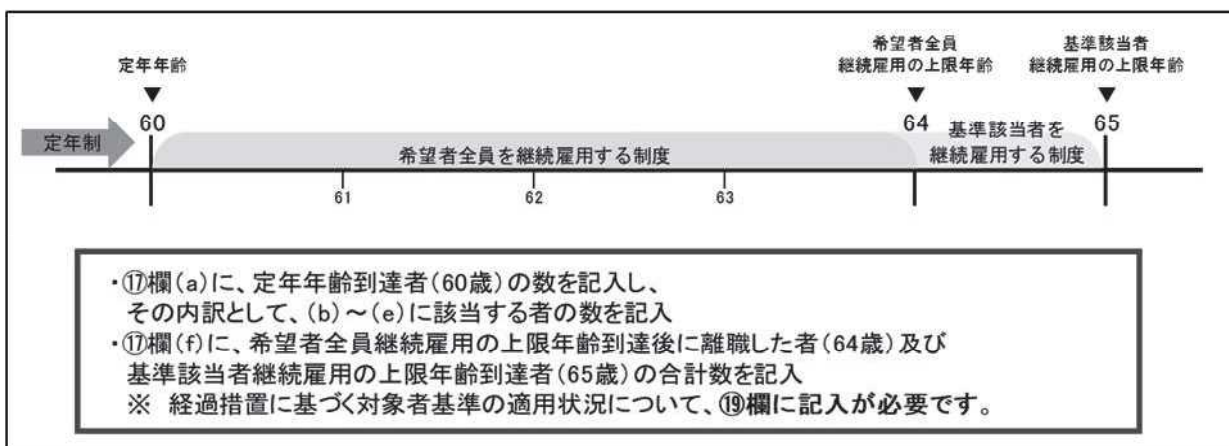 希望者全員
継続雇用の上限年齢
基準該当者
継続雇用の上限年齢
定年年齢
▼
▼
▼
60
64
65
定年制
希望者全員を継続雇用する制度
基準該当者を
継続雇用する制度
61
62
63
・⑰欄(a)に、定年年齢到達者(60歳)の数を記入し、
その内訳として、(b)～(e)に該当する者の数を記入
・⑰欄(f)に、希望者全員継続雇用の上限年齢到達後に離職した者(64歳)及び
基準該当者継続雇用の上限年齢到達者(65歳)の合計数を記入
※ 経過措置に基づく対象者基準の適用状況について、⑲欄に記入が必要です。